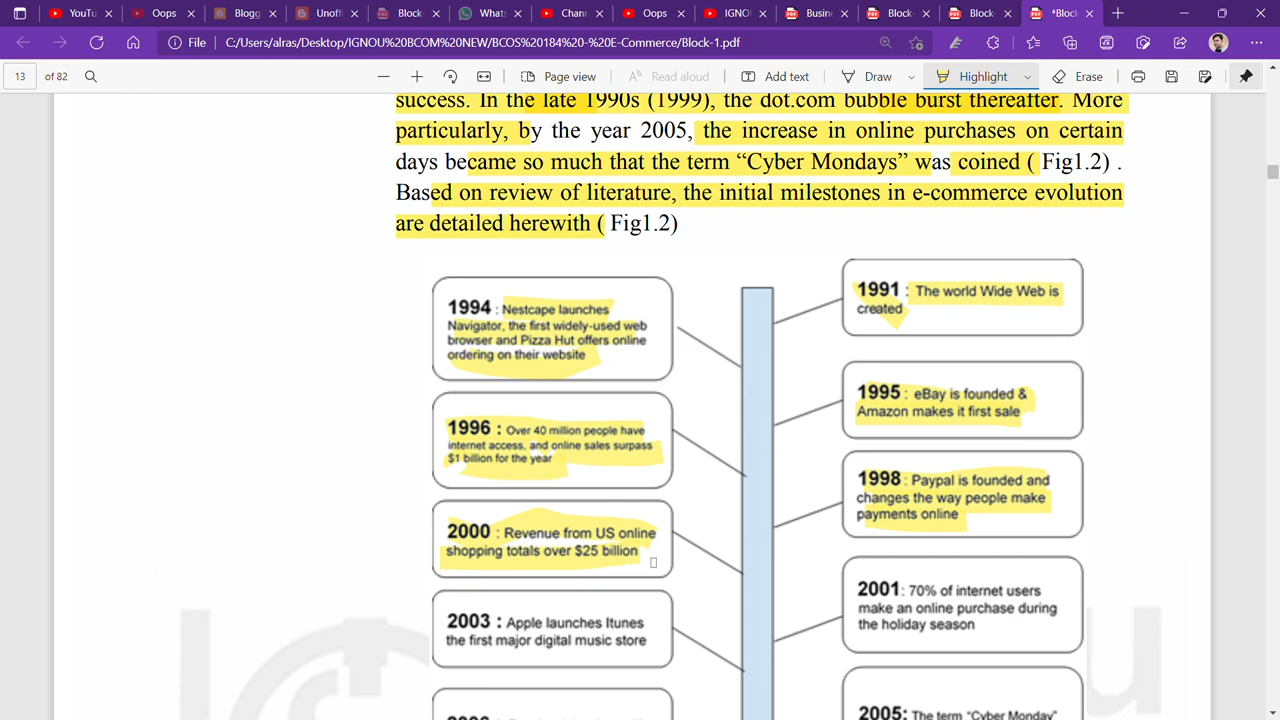 YouTu
Oops
Blogg
Unoffi
Block-
Whats
Chann
Oops
IGNOU
Busine
Block-
Block-
*Block
File
C:/Users/alras/Desktop/IGNOU%20BCOM%20NEW/BCOS%20184%20-%20E-Commerce/Block-1.pdf
13 of 82
Page view
Read aloud
Add text
Draw
Highlight
Erase
success. In the late 1990s (1999), the dot.com bubble burst thereafter. More
particularly, by the year 2005, the increase in online purchases on certain
days became so much that the term “Cyber Mondays” was coined ( Fig1.2) .
Based on review of literature, the initial milestones in e-commerce evolution
are detailed herewith ( Fig1.2)
1991 : The world Wide Web is
created
1994 : Nestcape launches
Navigator, the first widely-used web
browser and Pizza Hut offers online
ordering on their website
1995 : eBay is founded &
Amazon makes it first sale
1996 : Over 40 million people have
internet access, and online sales surpass
$1 billion for the year
1998 : Paypal is founded and
changes the way people make
payments online
2000 : Revenue from US online
shopping totals over $25 billion
2001: 70% of internet users
make an online purchase during
the holiday season
2003 : Apple launches Itunes
the first major digital music store
2005: The term “Cyber Monday”